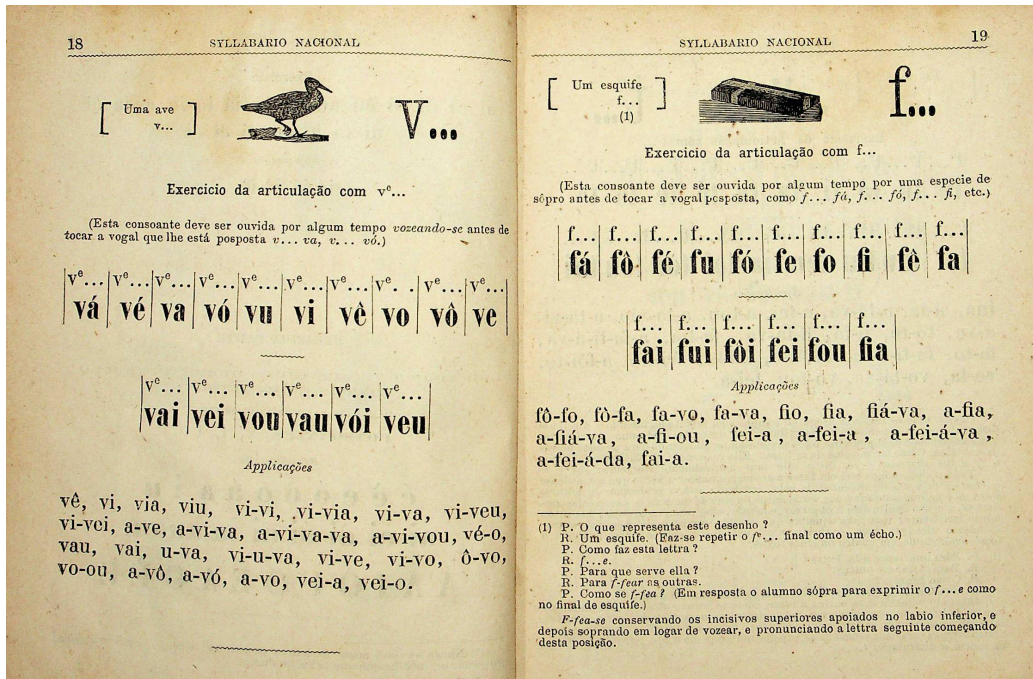 18
SYLLABARIO NACIONAL
[ Uma ave
v... ]
V...
Exercicio da articulação com vᵉ...
(Esta consoante deve ser ouvida por algum tempo vozeando-se antes de
tocar a vogal que lhe está posposta v... va, v... vó.)
vᵉ... vᵉ... vᵉ... vᵉ... vᵉ... vᵉ... vᵉ... vᵉ. . vᵉ... vᵉ...
vá vé va vó vu vi vè vo vô ve
vᵉ... vᵉ... vᵉ... vᵉ... vᵉ... vᵉ...
vai vei vou vau vói veu
Applicações
vê, vi, via, viu, vi-vi, vi-via, vi-va, vi-veu,
vi-vei, a-ve, a-vi-va, a-vi-va-va, a-vi-vou, vé-o,
vau, vai, u-va, vi-u-va, vi-ve, vi-vo, ô-vo,
vo-ou, a-vô, a-vó, a-vo, vei-a, vei-o.
19
SYLLABARIO NACIONAL
[ Um esquife
f...
(1) ]
f...
Exercicio da articulação com f...
(Esta consoante deve ser ouvida por algum tempo por uma especie de
sôpro antes de tocar a vogal posposta, como f... fá, f... fó, f... fi, etc.)
f... f... f... f... f... f... f... f... f... f...
fá fô fé fu fó fe fo fi fè fa
f... f... f... f... f... f...
fai fui fòi fei fou fia
Applicações
fô-fo, fò-fa, fa-vo, fa-va, fio, fia, fiá-va, a-fia,
a-fiá-va, a-fi-ou, fei-a, a-fei-a, a-fei-á-va,
a-fei-á-da, fai-a.
(1) P. O que representa este desenho ?
R. Um esquife. (Faz-se repetir o fᵉ... final como um écho.)
P. Como faz esta lettra ?
R. f...e.
P. Para que serve ella ?
R. Para f-fear as outras.
P. Como se f-fea ? (Em resposta o alumno sópra para exprimir o f...e como
no final de esquife.)
F-fea-se conservando os incisivos superiores apoiados no labio inferior, e
depois soprando em logar de vozear, e pronunciando a lettra seguinte começando
desta posição.